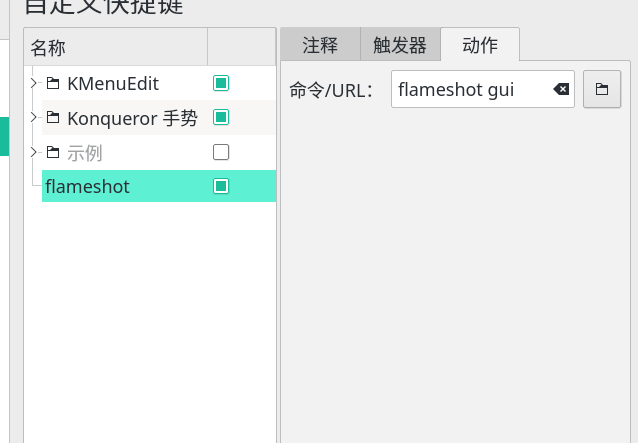 自定义快捷键
名称
注释 触发器 动作
KMenuEdit
命令/URL: flameshot gui
Konqueror 手势
示例
flameshot